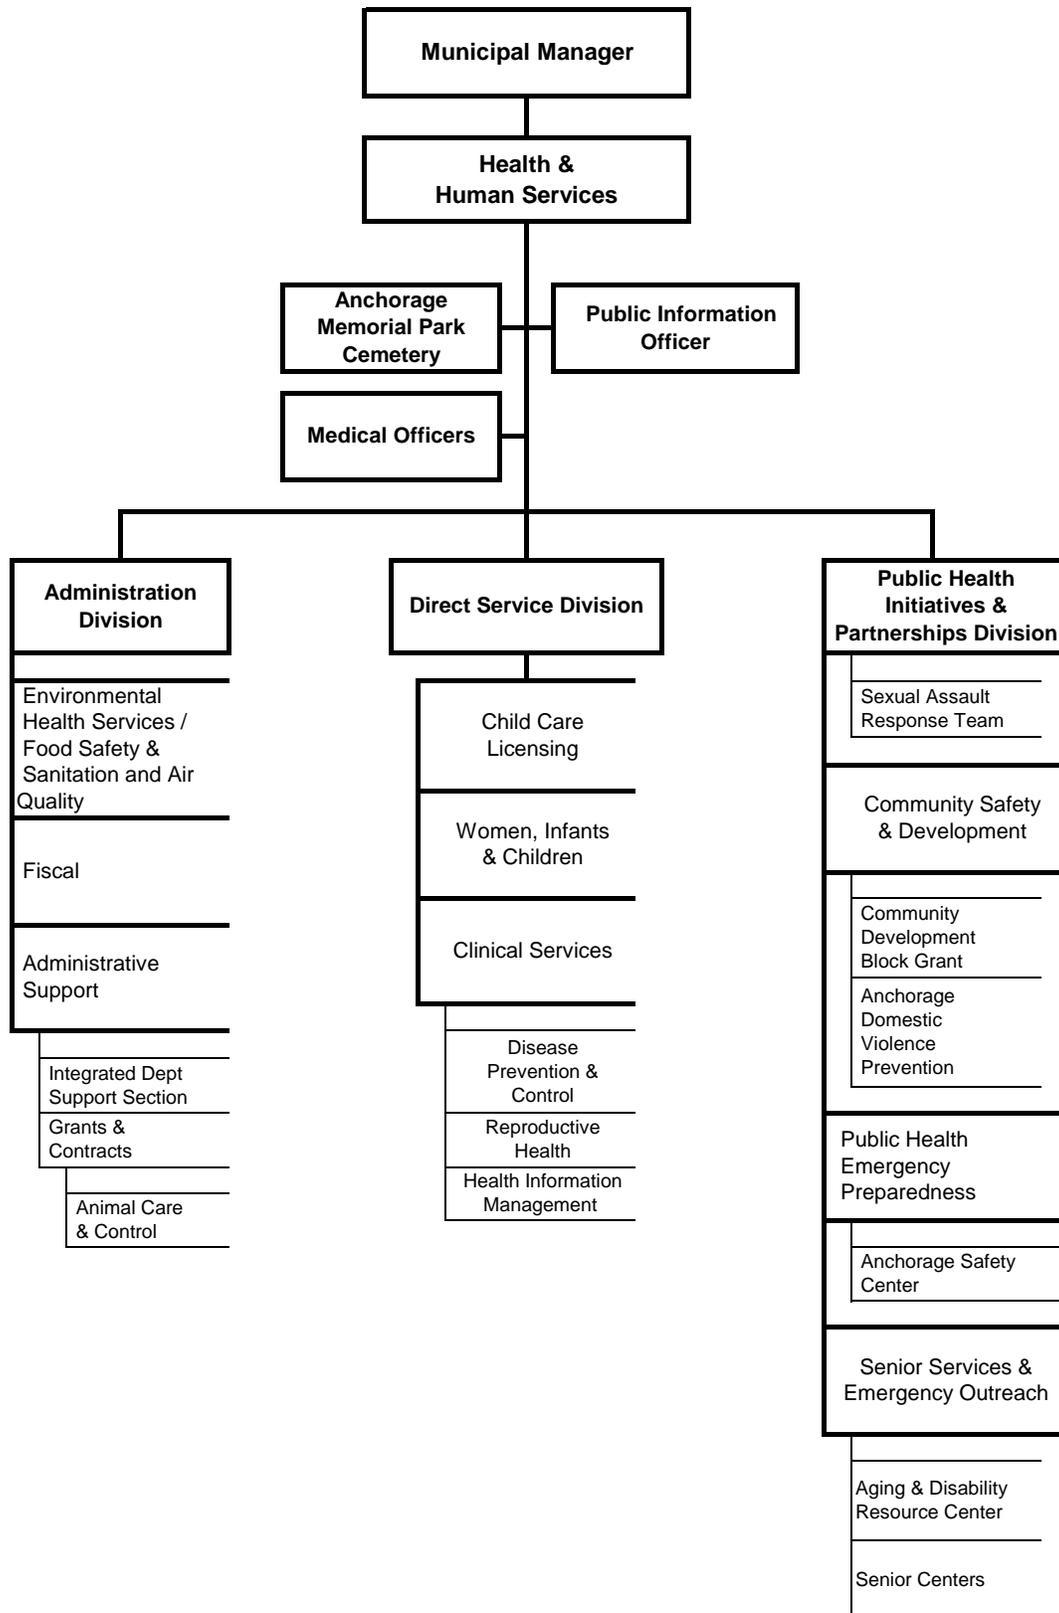 Municipal Manager
Health &
Human Services
Anchorage
Memorial Park
Cemetery
Public Information
Officer
Medical Officers
Administration
Division
Environmental
Health Services /
Food Safety &
Sanitation and Air
Quality
Fiscal
Administrative
Support
Integrated Dept
Support Section
Grants &
Contracts
Animal Care
& Control
Direct Service Division
Child Care
Licensing
Women, Infants
& Children
Clinical Services
Disease
Prevention &
Control
Reproductive
Health
Health Information
Management
Public Health
Initiatives &
Partnerships Division
Sexual Assault
Response Team
Community Safety
& Development
Community
Development
Block Grant
Anchorage
Domestic
Violence
Prevention
Public Health
Emergency
Preparedness
Anchorage Safety
Center
Senior Services &
Emergency Outreach
Aging & Disability
Resource Center
Senior Centers